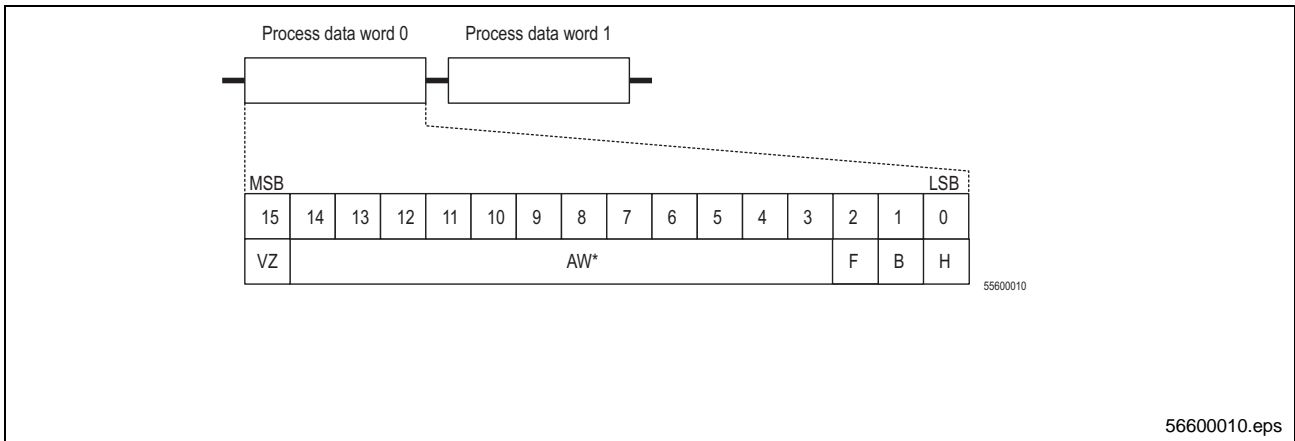 Process data word 0 Process data word 1
MSB LSB
15 14 13 12 11 10 9 8 7 6 5 4 3 2 1 0
VZ AW* F B H
55600010
56600010.eps